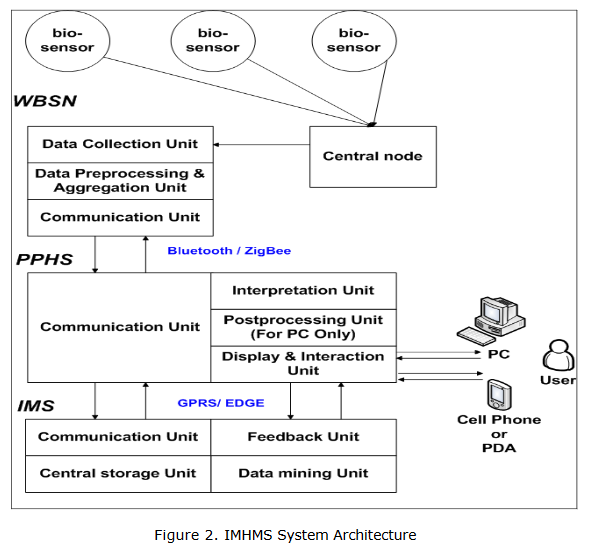 bio-
sensor
bio-
sensor
bio-
sensor
WBSN
Data Collection Unit
Central node
Data Preprocessing &
Aggregation Unit
Communication Unit
Bluetooth / ZigBee
PPHS
Interpretation Unit
Communication Unit
Postprocessing Unit
(For PC Only)
Display & Interaction
Unit
PC
User
Cell Phone
or
PDA
IMS
GPRS/ EDGE
Communication Unit
Feedback Unit
Central storage Unit
Data mining Unit
Figure 2. IMHMS System Architecture